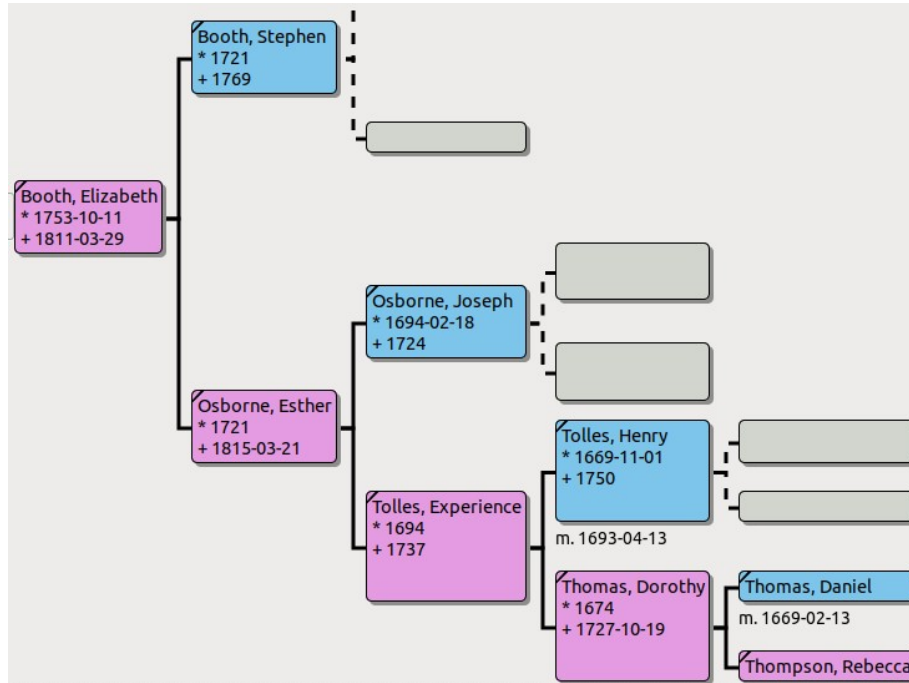 Booth, Stephen
* 1721
+ 1769
Booth, Elizabeth
* 1753-10-11
+ 1811-03-29
Osborne, Joseph
* 1694-02-18
+ 1724
Osborne, Esther
* 1721
+ 1815-03-21
Tolles, Henry
* 1669-11-01
+ 1750
Tolles, Experience
* 1694
+ 1737
m. 1693-04-13
Thomas, Dorothy
* 1674
+ 1727-10-19
Thomas, Daniel
m. 1669-02-13
Thompson, Rebecca